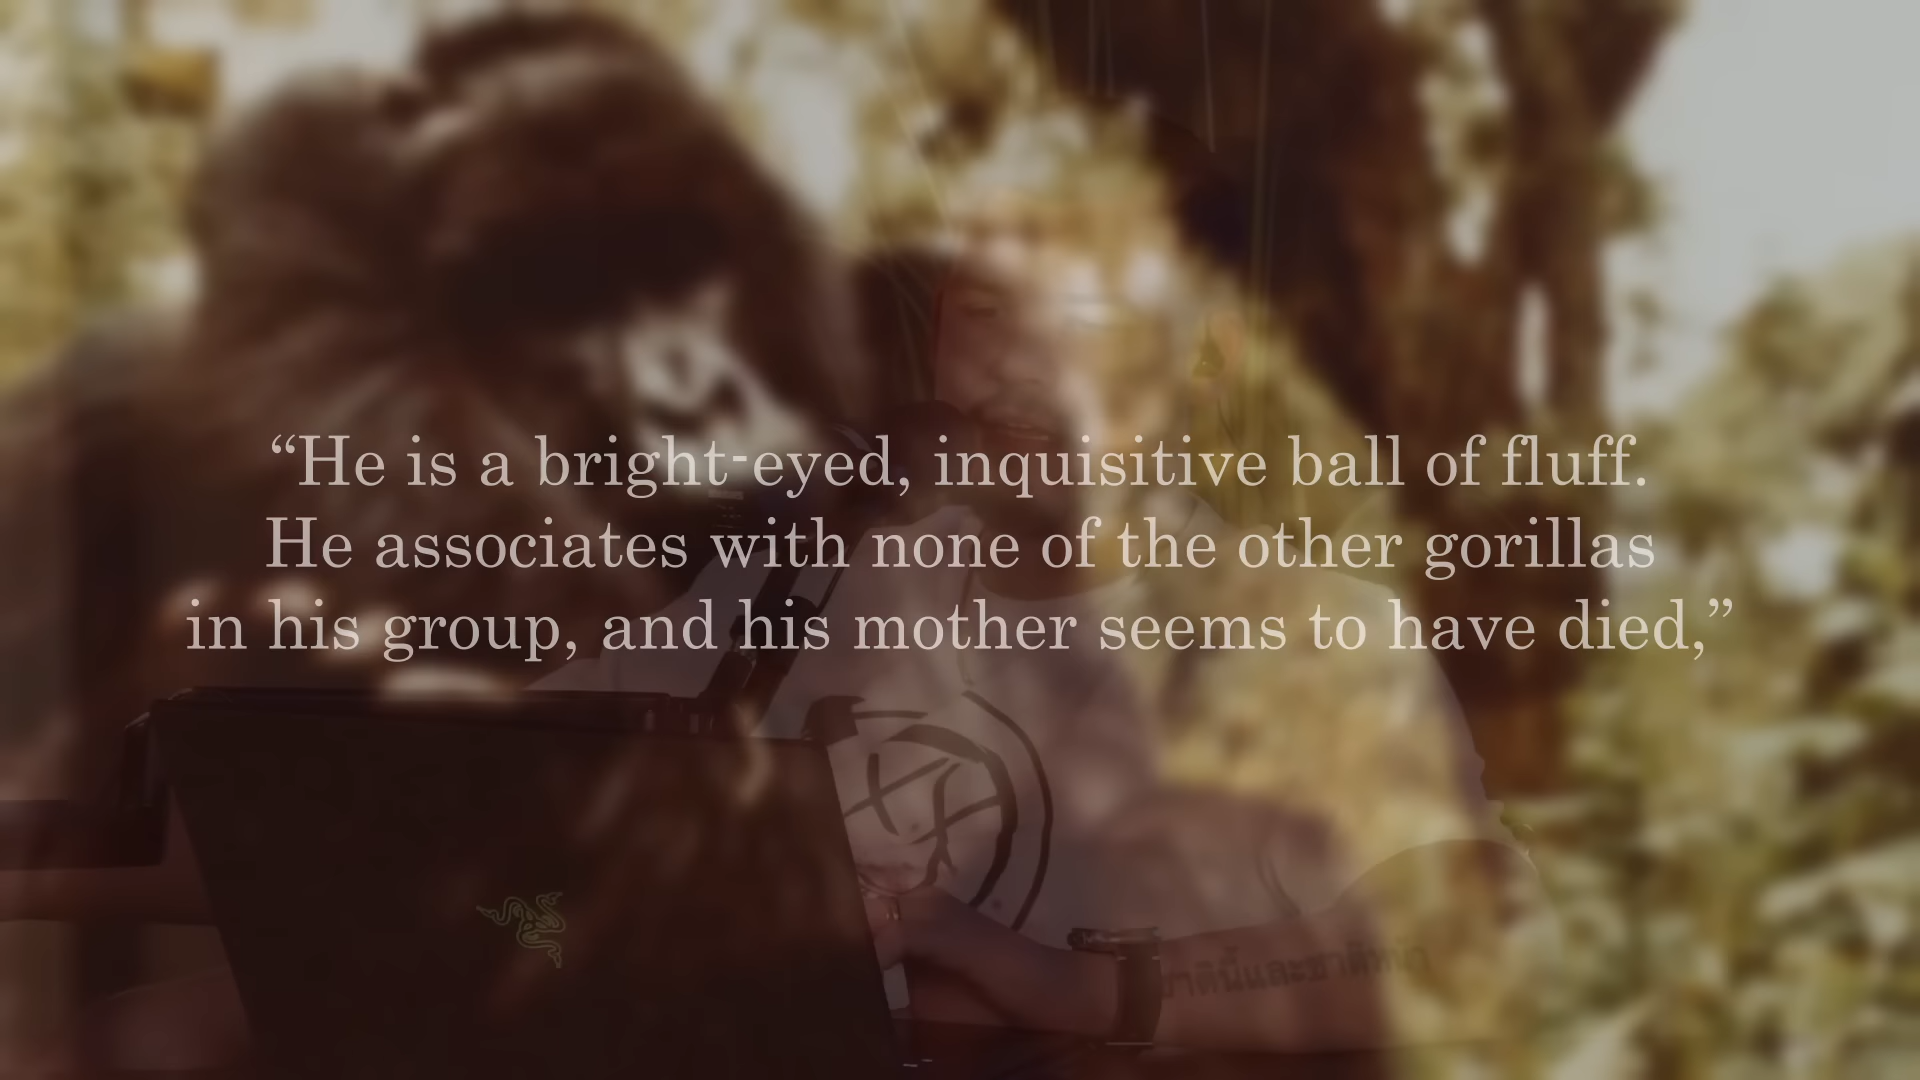 “He is a bright-eyed, inquisitive ball of fluff.
He associates with none of the other gorillas
in his group, and his mother seems to have died,”